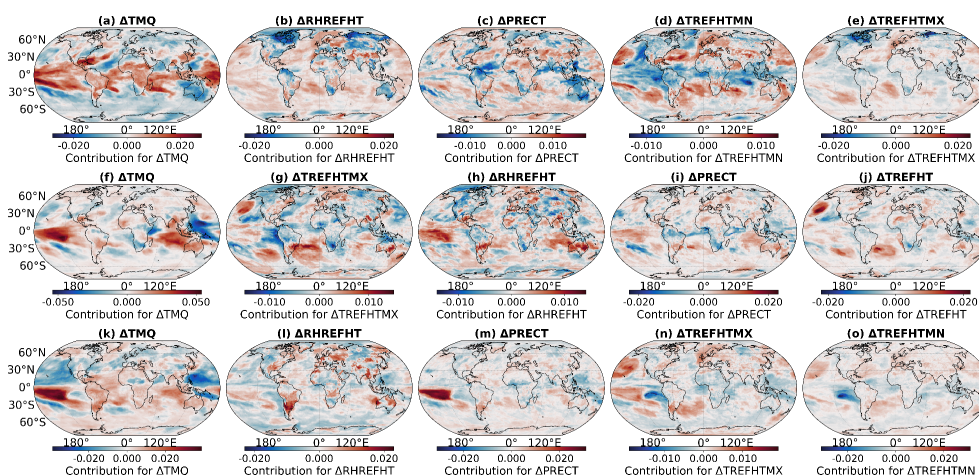 (a) ΔTMQ (b) ΔRHREFHT (c) ΔPRECT (d) ΔTREFHTMN (e) ΔTREFHTMX
60°N
30°N
0°
30°S
60°S
180° 0° 120°E 180° 0° 120°E 180° 0° 120°E 180° 0° 120°E 180° 0° 120°E
-0.020 0.000 0.020 -0.020 0.000 0.020 -0.010 0.000 0.010 -0.010 0.000 0.010 -0.020 0.000 0.020
Contribution for ΔTMQ Contribution for ΔRHREFHT Contribution for ΔPRECT Contribution for ΔTREFHTMN Contribution for ΔTREFHTMX
(f) ΔTMQ (g) ΔTREFHTMX (h) ΔRHREFHT (i) ΔPRECT (j) ΔTREFHT
60°N
30°N
0°
30°S
60°S
180° 0° 120°E 180° 0° 120°E 180° 0° 120°E 180° 0° 120°E 180° 0° 120°E
-0.050 0.000 0.050 -0.010 0.000 0.010 -0.010 0.000 0.010 -0.020 0.000 0.020 -0.020 0.000 0.020
Contribution for ΔTMQ Contribution for ΔTREFHTMX Contribution for ΔRHREFHT Contribution for ΔPRECT Contribution for ΔTREFHT
(k) ΔTMQ (l) ΔRHREFHT (m) ΔPRECT (n) ΔTREFHTMX (o) ΔTREFHTMN
60°N
30°N
0°
30°S
60°S
180° 0° 120°E 180° 0° 120°E 180° 0° 120°E 180° 0° 120°E 180° 0° 120°E
-0.020 0.000 0.020 -0.020 0.000 0.020 -0.020 0.000 0.020 -0.010 0.000 0.010 -0.020 0.000 0.020
Contribution for ΔTMQ Contribution for ΔRHREFHT Contribution for ΔPRECT Contribution for ΔTREFHTMX Contribution for ΔTREFHTMN